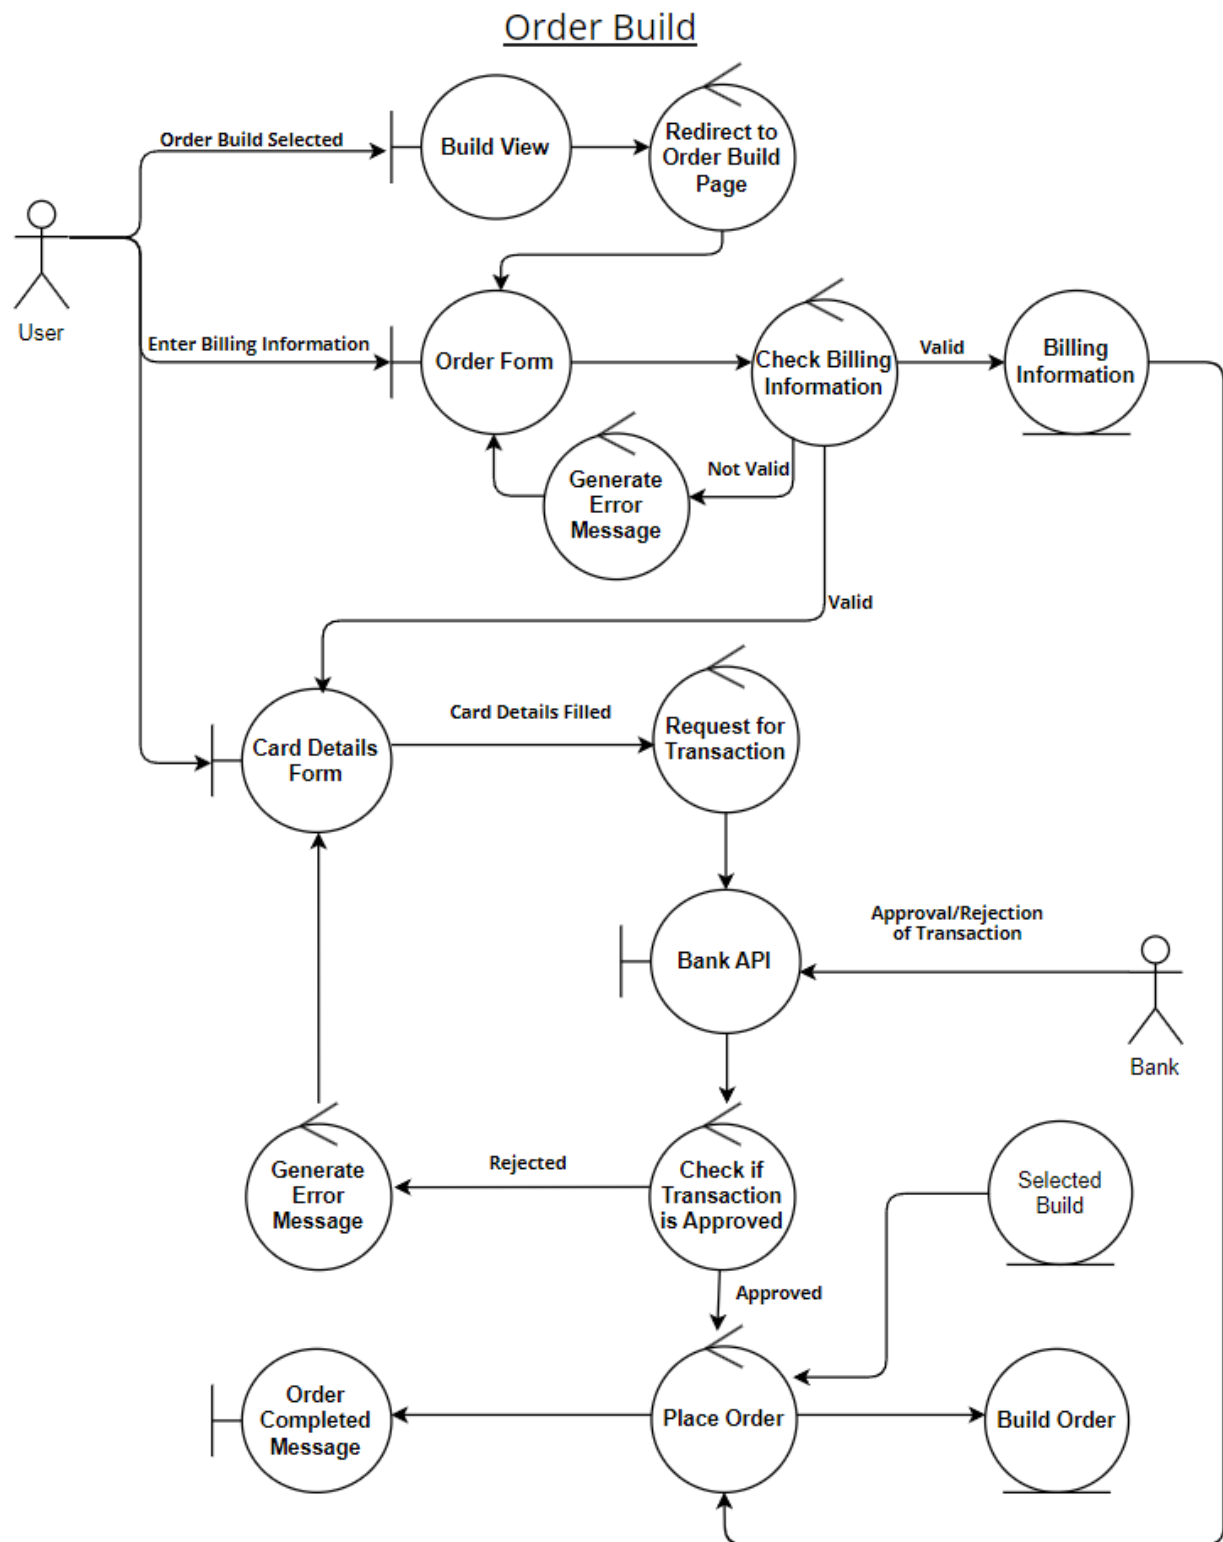 Order Build
Order Build Selected
Build View
Redirect to
Order Build
Page
User
Enter Billing Information
Order Form
Check Billing
Information
Valid
Billing
Information
Not Valid
Generate
Error
Message
Valid
Card Details
Form
Card Details Filled
Request for
Transaction
Bank API
Approval/Rejection
of Transaction
Bank
Generate
Error
Message
Rejected
Check if
Transaction
is Approved
Selected
Build
Approved
Order
Completed
Message
Place Order
Build Order